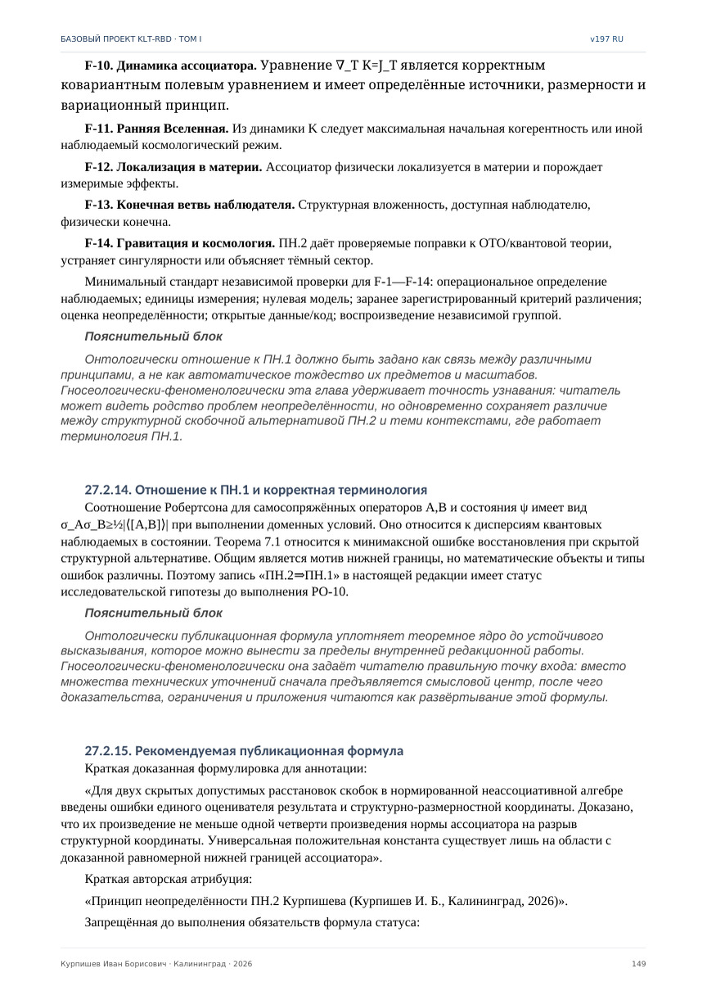 БАЗОВЫЙ ПРОЕКТ KLT-RBD · ТОМ I
v197 RU
F-10. Динамика ассоциатора. Уравнение ∇_T K=J_T является корректным
ковариантным полевым уравнением и имеет определённые источники, размерности и
вариационный принцип.
F-11. Ранняя Вселенная. Из динамики K следует максимальная начальная когерентность или иной
наблюдаемый космологический режим.
F-12. Локализация в материи. Ассоциатор физически локализуется в материи и порождает
измеримые эффекты.
F-13. Конечная ветвь наблюдателя. Структурная вложенность, доступная наблюдателю,
физически конечна.
F-14. Гравитация и космология. ПН.2 даёт проверяемые поправки к ОТО/квантовой теории,
устраняет сингулярности или объясняет тёмный сектор.
Минимальный стандарт независимой проверки для F-1—F-14: операциональное определение
наблюдаемых; единицы измерения; нулевая модель; заранее зарегистрированный критерий различения;
оценка неопределённости; открытые данные/код; воспроизведение независимой группой.
Пояснительный блок
Онтологически отношение к ПН.1 должно быть задано как связь между различными
принципами, а не как автоматическое тождество их предметов и масштабов.
Гносеологически-феноменологически эта глава удерживает точность узнавания: читатель
может видеть родство проблем неопределённости, но одновременно сохраняет различие
между структурной скобочной альтернативой ПН.2 и теми контекстами, где работает
терминология ПН.1.
27.2.14. Отношение к ПН.1 и корректная терминология
Соотношение Робертсона для самосопряжённых операторов A,B и состояния ψ имеет вид
σ_Aσ_B≥½|⟨[A,B]⟩| при выполнении доменных условий. Оно относится к дисперсиям квантовых
наблюдаемых в состоянии. Теорема 7.1 относится к минимаксной ошибке восстановления при скрытой
структурной альтернативе. Общим является мотив нижней границы, но математические объекты и типы
ошибок различны. Поэтому запись «ПН.2⇒ПН.1» в настоящей редакции имеет статус
исследовательской гипотезы до выполнения PO-10.
Пояснительный блок
Онтологически публикационная формула уплотняет теоремное ядро до устойчивого
высказывания, которое можно вынести за пределы внутренней редакционной работы.
Гносеологически-феноменологически она задаёт читателю правильную точку входа: вместо
множества технических уточнений сначала предъявляется смысловой центр, после чего
доказательства, ограничения и приложения читаются как развёртывание этой формулы.
27.2.15. Рекомендуемая публикационная формула
Краткая доказанная формулировка для аннотации:
«Для двух скрытых допустимых расстановок скобок в нормированной неассоциативной алгебре
введены ошибки единого оценивателя результата и структурно-размерностной координаты. Доказано,
что их произведение не меньше одной четверти произведения нормы ассоциатора на разрыв
структурной координаты. Универсальная положительная константа существует лишь на области с
доказанной равномерной нижней границей ассоциатора».
Краткая авторская атрибуция:
«Принцип неопределённости ПН.2 Курпишева (Курпишев И. Б., Калининград, 2026)».
Запрещённая до выполнения обязательств формула статуса:
Курпишев Иван Борисович · Калининград · 2026
149